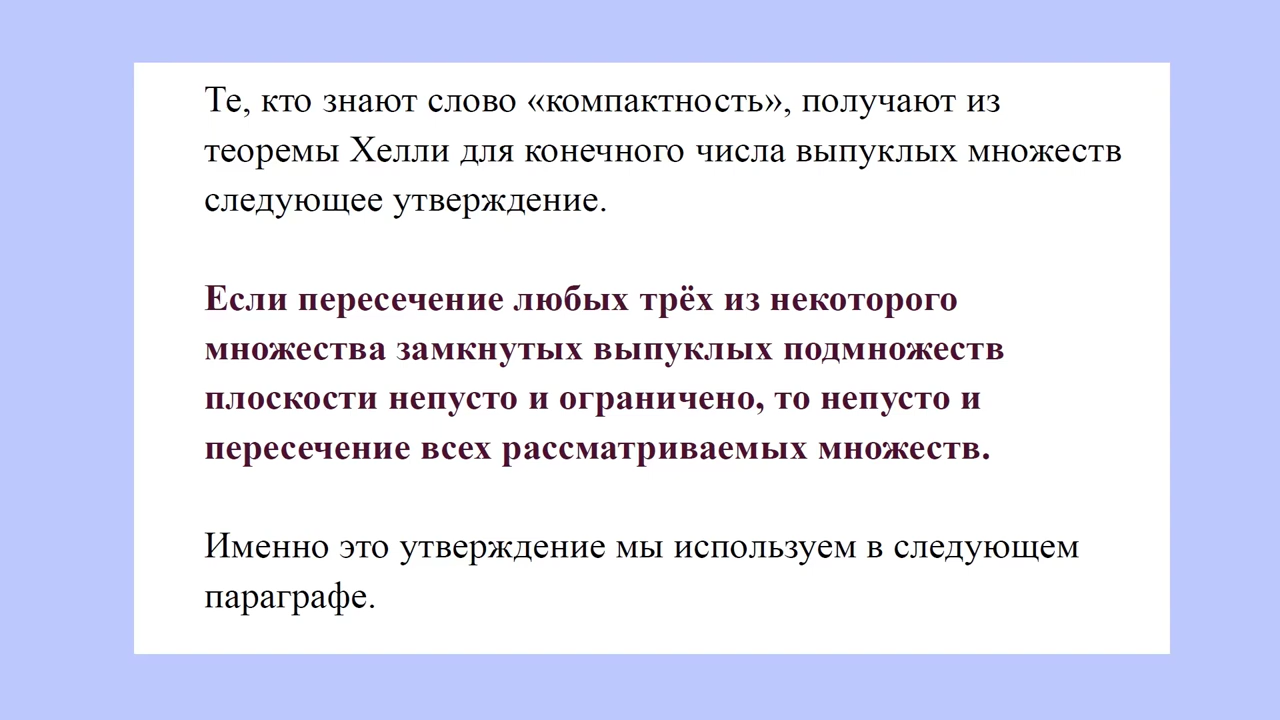 Те, кто знают слово «компактность», получают из
теоремы Хелли для конечного числа выпуклых множеств
следующее утверждение.
Если пересечение любых трёх из некоторого
множества замкнутых выпуклых подмножеств
плоскости непусто и ограничено, то непусто и
пересечение всех рассматриваемых множеств.
Именно это утверждение мы используем в следующем
параграфе.